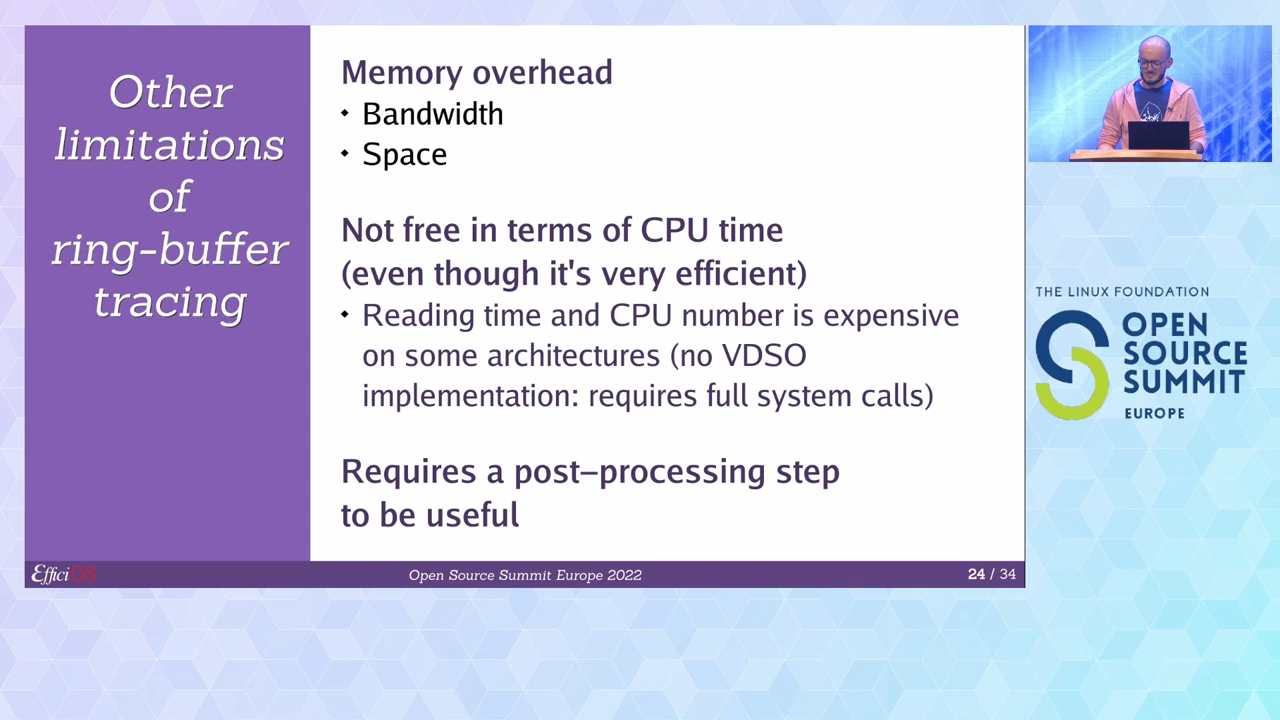 Other
limitations
of
ring-buffer
tracing
Memory overhead
• Bandwidth
• Space
Not free in terms of CPU time
(even though it's very efficient)
• Reading time and CPU number is expensive
on some architectures (no VDSO
implementation: requires full system calls)
Requires a post–processing step
to be useful
EfficiOS
Open Source Summit Europe 2022
24 / 34
THE LINUX FOUNDATION
OPEN
SOURCE
SUMMIT
EUROPE